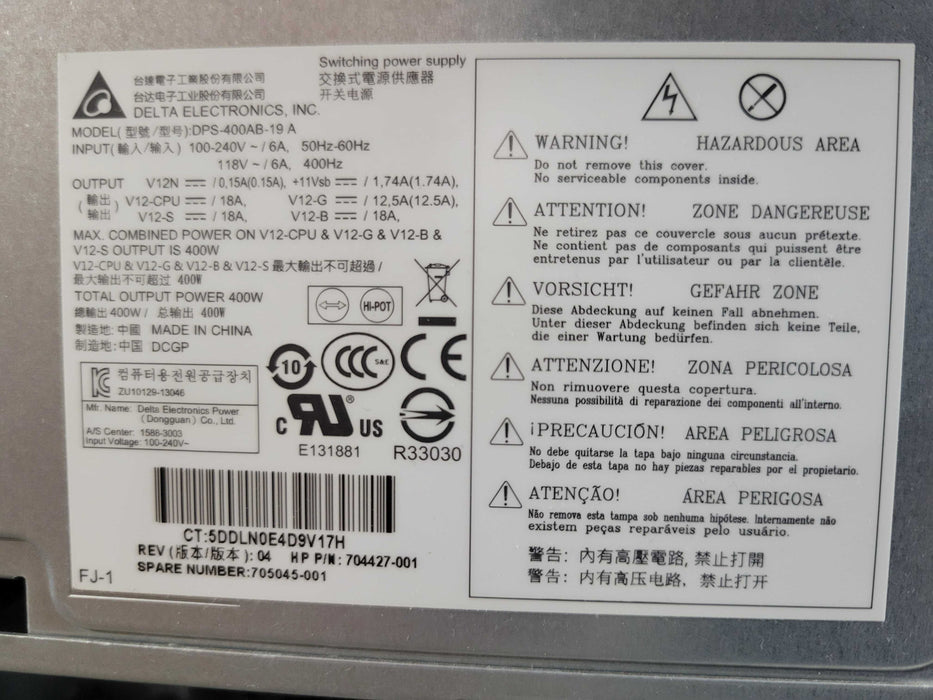 Switching power supply
交換式電源供應器
开关电源
台達電子工業股份有限公司
台达电子工业股份有限公司
DELTA ELECTRONICS, INC.
MODEL(型號/型号):DPS-400AB-19 A
INPUT(輸入/输入) 100-240V ~ / 6A, 50Hz-60Hz
118V ~ / 6A, 400Hz
OUTPUT V12N ⎓ / 0,15A(0.15A), +11Vsb ⎓ / 1,74A(1.74A),
(輸出 V12-CPU ⎓ / 18A, V12-G ⎓ / 12,5A(12.5A),
输出) V12-S ⎓ / 18A, V12-B ⎓ / 18A,
MAX. COMBINED POWER ON V12-CPU & V12-G & V12-B &
V12-S OUTPUT IS 400W
V12-CPU & V12-G & V12-B & V12-S 最大輸出不可超過 /
最大输出不可超过 400W
TOTAL OUTPUT POWER 400W
總輸出 400W / 总输出 400W
製造地: 中國 MADE IN CHINA
制造地: 中国 DCGP
HI-POT
컴퓨터용전원공급장치
ZU10129-13046
Mfr. Name: Delta Electronics Power
(Dongguan) Co., Ltd.
A/S Center: 1588-3003
Input Voltage: 100-240V~
10
CCC S&E
CE
c RU ® US
E131881
R33030
CT:5DDLN0E4D9V17H
REV (版本/版本): 04 HP P/N: 704427-001
SPARE NUMBER:705045-001
FJ-1
WARNING! HAZARDOUS AREA
Do not remove this cover.
No serviceable components inside.
ATTENTION! ZONE DANGEREUSE
Ne retirez pas ce couvercle sous aucun prétexte.
Ne contient pas de composants qui puissent être
entretenus par l'utilisateur ou par la clientèle.
VORSICHT! GEFAHR ZONE
Diese Abdeckung auf keinen Fall abnehmen.
Unter dieser Abdeckung befinden sich keine Teile,
die einer Wartung bedürfen.
ATTENZIONE! ZONA PERICOLOSA
Non rimuovere questa copertura.
Nessuna possibilità di reparazione dei componenti all'interno.
¡PRECAUCIÓN! AREA PELIGROSA
No debe quitarse la tapa bajo ninguna circunstancia.
Debajo de esta tapa no hay piezas reparables por el propietario.
ATENÇÃO! ÁREA PERIGOSA
Não remova esta tampa sob nenhuma hipótese. Internamente não
existem peças reparáveis pelo usuário.
警告: 內有高壓電路, 禁止打開
警告: 内有高压电路, 禁止打开